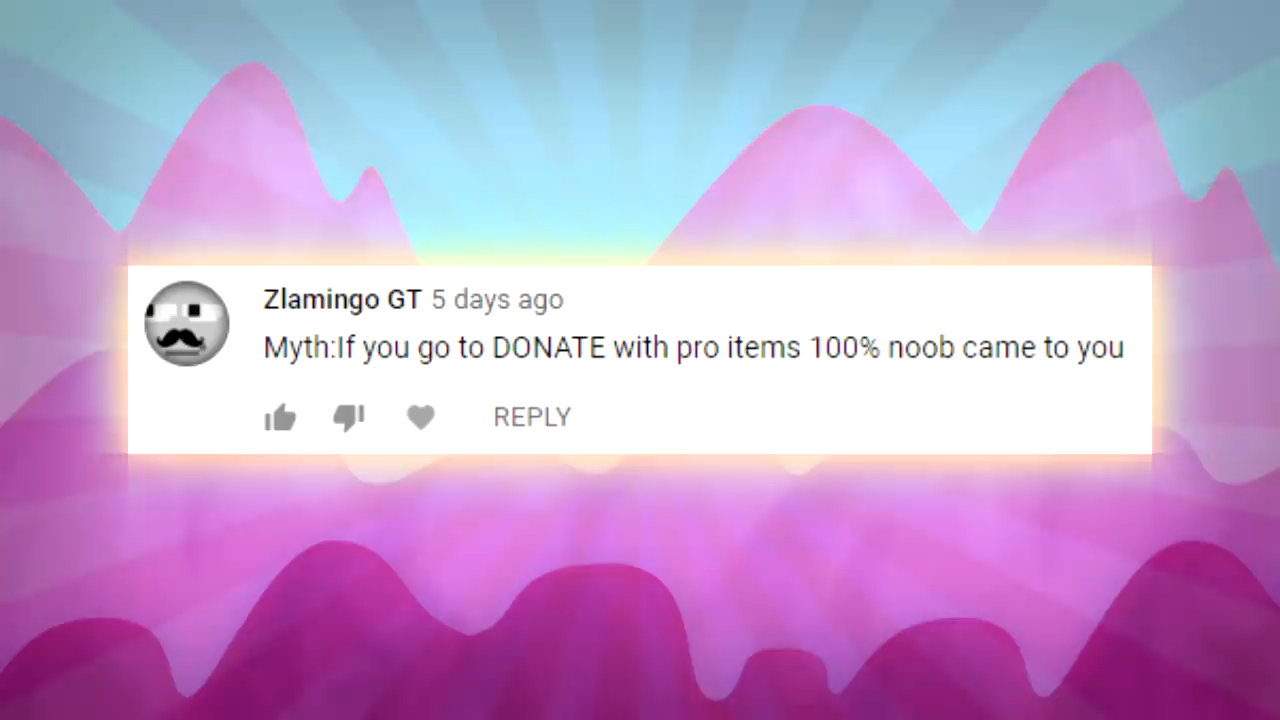 Zlamingo GT 5 days ago
Myth:If you go to DONATE with pro items 100% noob came to you
REPLY